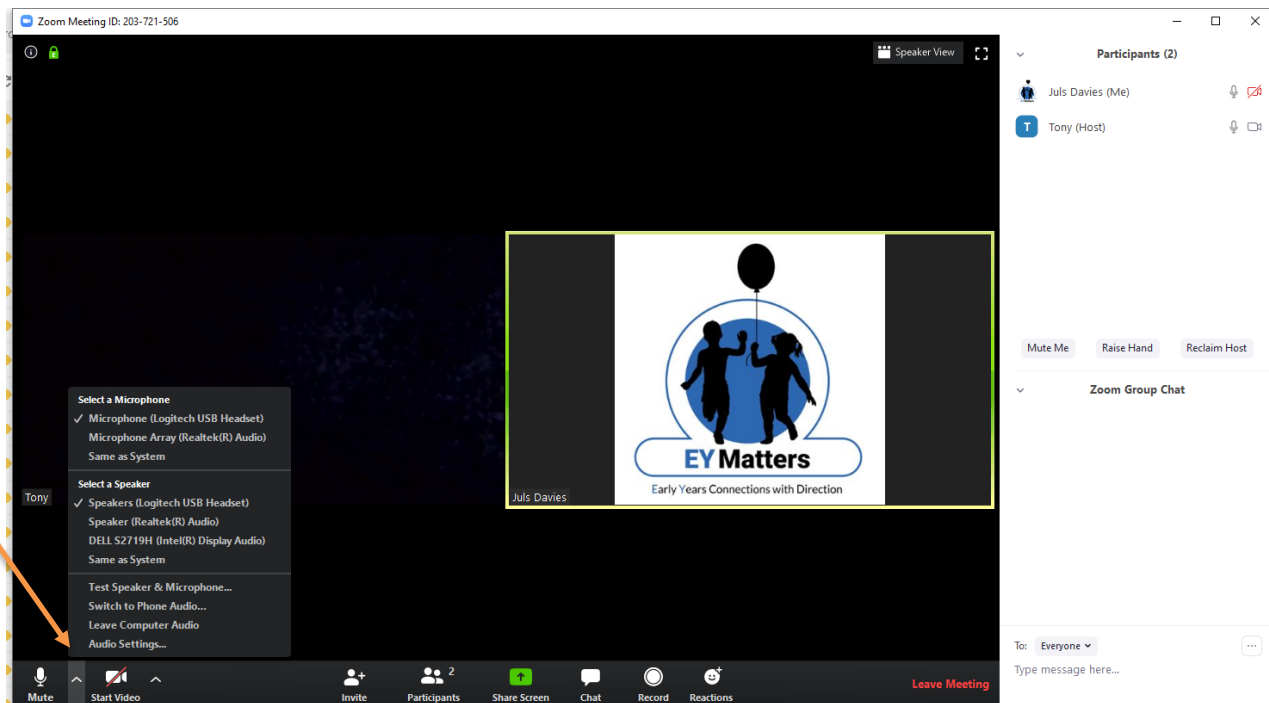 Zoom Meeting ID: 203-721-506
Speaker View
Participants (2)
Juls Davies (Me)
T
Tony (Host)
Mute Me
Raise Hand
Reclaim Host
Zoom Group Chat
EY Matters
Early Years Connections with Direction
Tony
Juls Davies
Select a Microphone
Microphone (Logitech USB Headset)
Microphone Array (Realtek(R) Audio)
Same as System
Select a Speaker
Speakers (Logitech USB Headset)
Speaker (Realtek(R) Audio)
DELL S2719H (Intel(R) Display Audio)
Same as System
Test Speaker & Microphone...
Switch to Phone Audio...
Leave Computer Audio
Audio Settings...
To: Everyone
Type message here...
Mute
Start Video
Invite
Participants
2
Share Screen
Chat
Record
Reactions
Leave Meeting